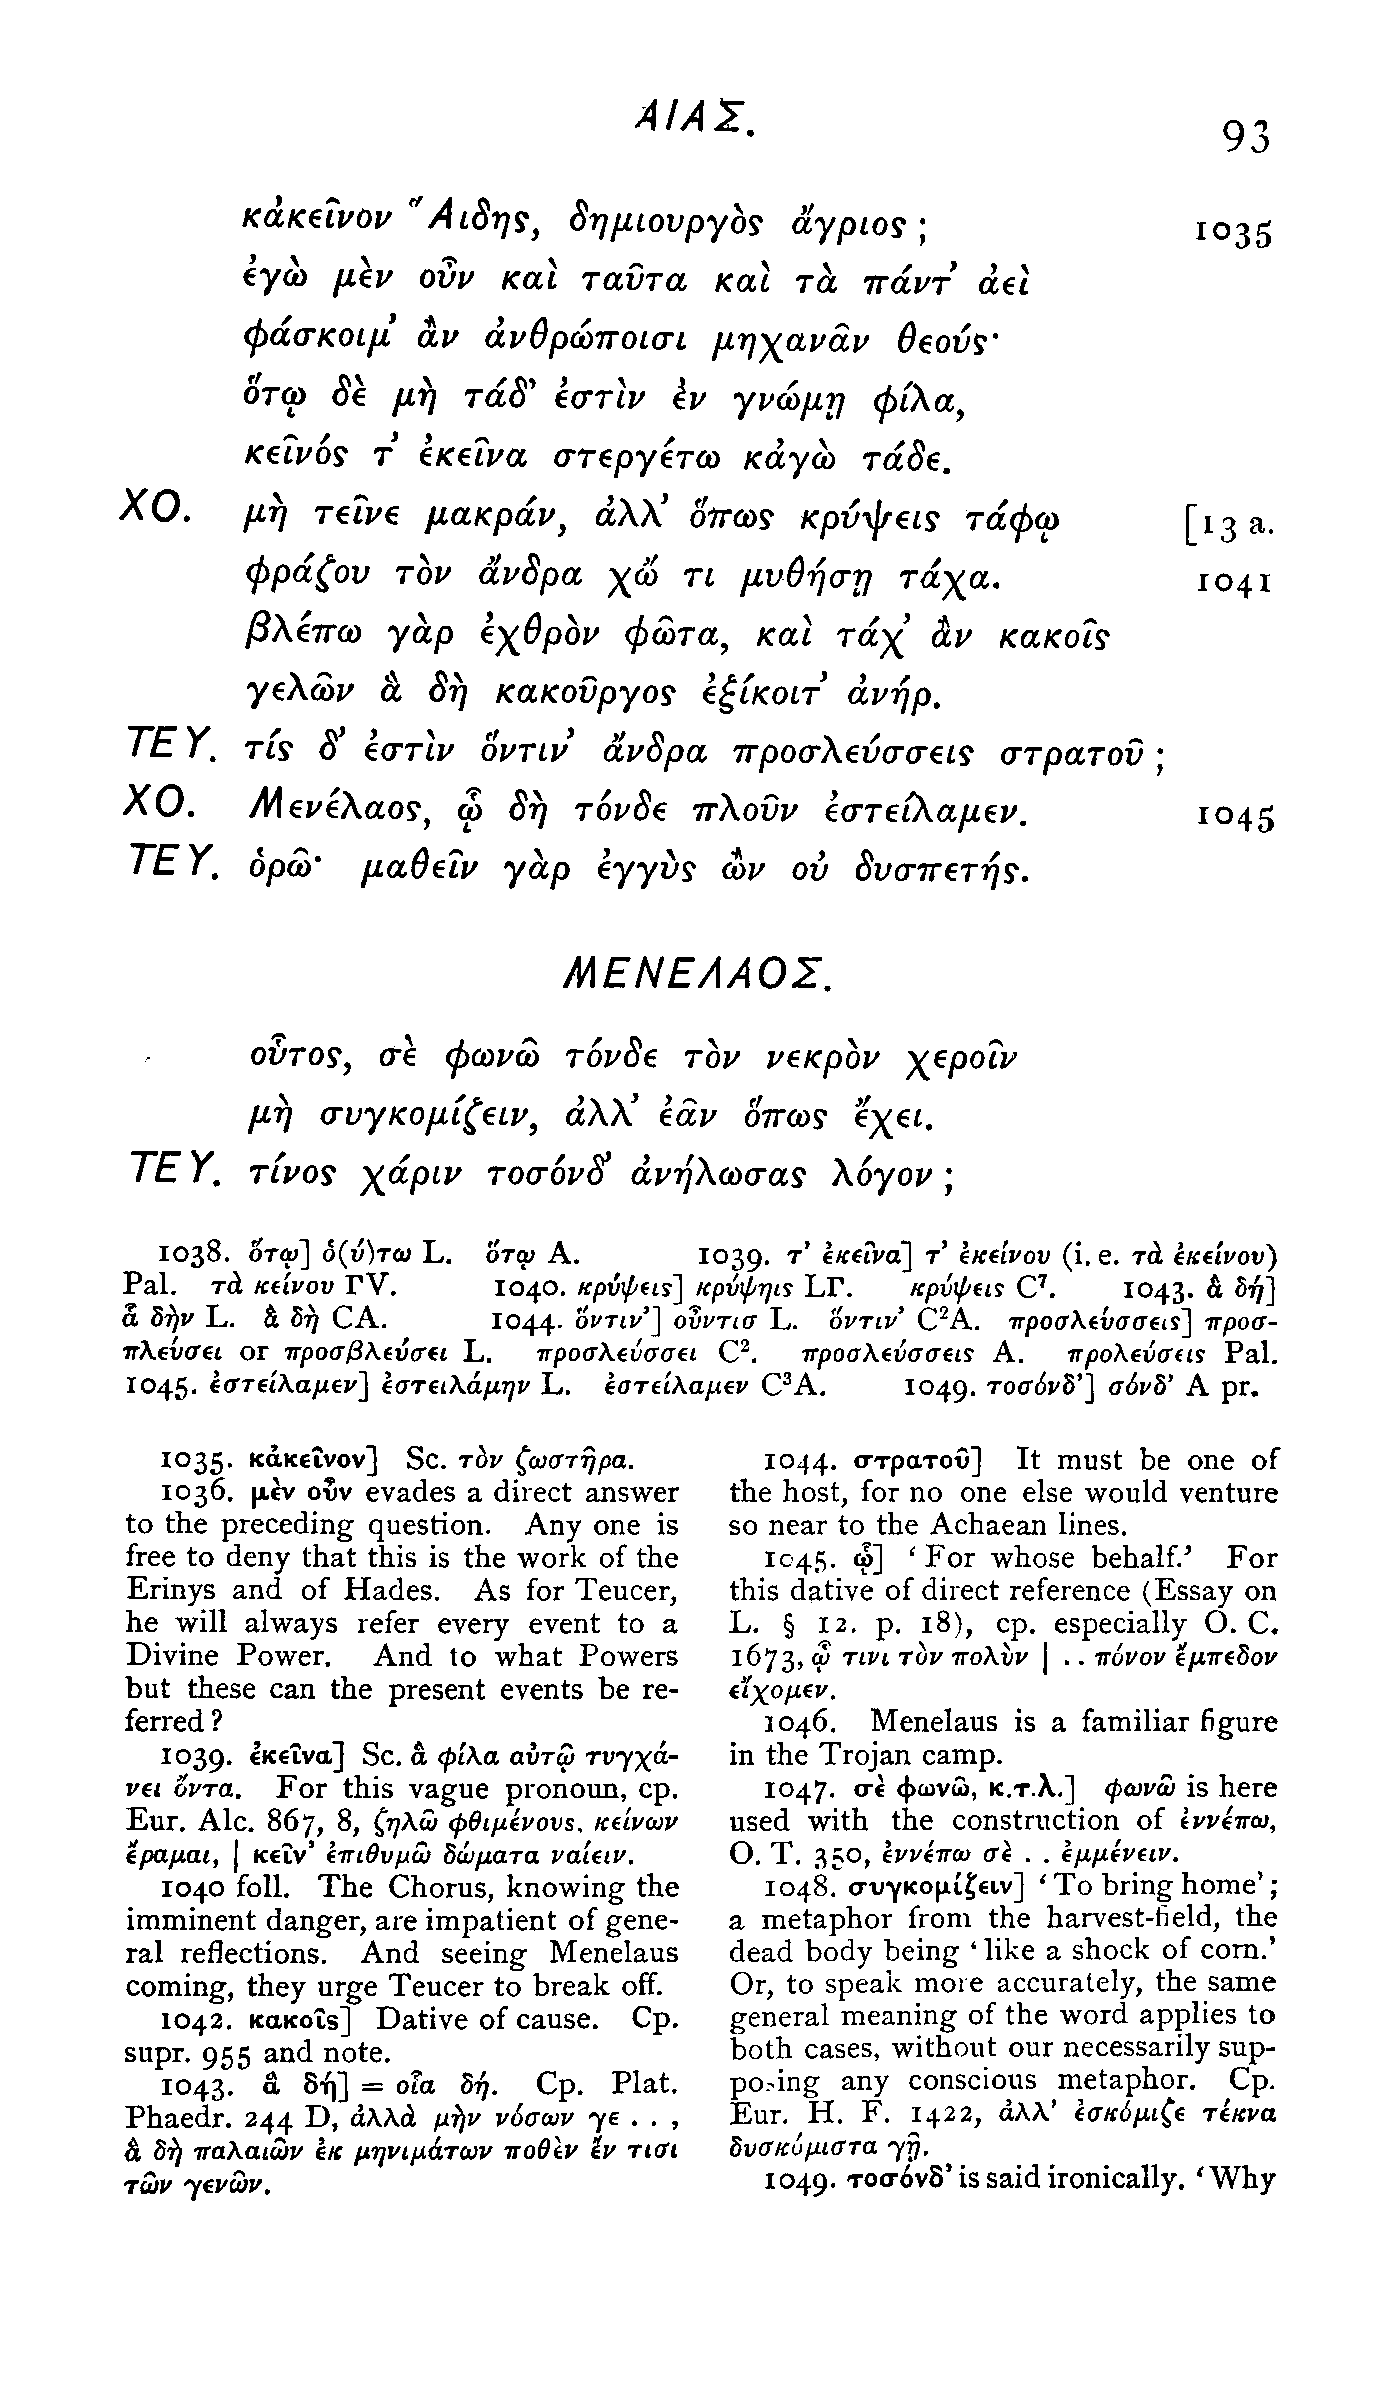 ΑΙΑΣ.
93
κἀκεῖνον Ἅιδης, δημιουργὸς ἄγριος; 1035
ἐγὼ μὲν οὖν καὶ ταῦτα καὶ τὰ πάντ’ ἀεὶ
φάσκοιμ’ ἂν ἀνθρώποισι μηχανᾶν θεούς·
ὅτῳ δὲ μὴ τάδ’ ἐστὶν ἐν γνώμῃ φίλα,
κεῖνός τ’ ἐκεῖνα στεργέτω κἀγὼ τάδε.
ΧΟ. μὴ τεῖνε μακράν, ἀλλ’ ὅπως κρύψεις τάφῳ [13 a.
φράζου τὸν ἄνδρα χὤ τι μυθήσῃ τάχα. 1041
βλέπω γὰρ ἐχθρὸν φῶτα, καὶ τάχ’ ἂν κακοῖς
γελῶν ἃ δὴ κακοῦργος ἐξίκοιτ’ ἀνήρ.
ΤΕΥ. τίς δ’ ἐστὶν ὅντιν’ ἄνδρα προσλεύσσεις στρατοῦ;
ΧΟ. Μενέλαος, ᾧ δὴ τόνδε πλοῦν ἐστείλαμεν. 1045
ΤΕΥ. ὁρῶ· μαθεῖν γὰρ ἐγγὺς ὢν οὐ δυσπετής.
ΜΕΝΕΛΑΟΣ.
οὗτος, σὲ φωνῶ τόνδε τὸν νεκρὸν χεροῖν
μὴ συγκομίζειν, ἀλλ’ ἐᾶν ὅπως ἔχει.
ΤΕΥ. τίνος χάριν τοσόνδ’ ἀνήλωσας λόγον;
1038. ὅτῳ] ὁ(ύ)τω L. ὅτῳ A. 1039. τ’ ἐκεῖνα] τ’ ἐκείνου (i. e. τὰ ἐκείνου)
Pal. τὰ κείνου ΓV. 1040. κρύψεις] κρύψηις LΓ. κρύψεις C⁷. 1043. ἃ δή]
ἃ δὴν L. ἃ δὴ CA. 1044. ὅντιν’] οὗντισ L. ὅντιν’ C²A. προσλεύσσεις] προσ-
πλεύσει or προσβλεύσει L. προσλεύσσει C². προσλεύσσεις A. προλεύσεις Pal.
1045. ἐστείλαμεν] ἐστειλάμην L. ἐστείλαμεν C³A. 1049. τοσόνδ’] σόνδ’ A pr.
1035. κἀκεῖνον] Sc. τὸν ζωστῆρα.
1036. μὲν οὖν evades a direct answer
to the preceding question. Any one is
free to deny that this is the work of the
Erinys and of Hades. As for Teucer,
he will always refer every event to a
Divine Power. And to what Powers
but these can the present events be re-
ferred?
1039. ἐκεῖνα] Sc. ἃ φίλα αὐτῷ τυγχά-
νει ὄντα. For this vague pronoun, cp.
Eur. Alc. 867, 8, ζηλῶ φθιμένους, κείνων
ἔραμαι, | κεῖν’ ἐπιθυμῶ δώματα ναίειν.
1040 foll. The Chorus, knowing the
imminent danger, are impatient of gene-
ral reflections. And seeing Menelaus
coming, they urge Teucer to break off.
1042. κακοῖς] Dative of cause. Cp.
supr. 955 and note.
1043. ἃ δή] = οἷα δή. Cp. Plat.
Phaedr. 244 D, ἀλλὰ μὴν νόσων γε . . ,
ἃ δὴ παλαιῶν ἐκ μηνιμάτων ποθὲν ἔν τισι
τῶν γενῶν.
1044. στρατοῦ] It must be one of
the host, for no one else would venture
so near to the Achaean lines.
1045. ᾧ] ‘For whose behalf.’ For
this dative of direct reference (Essay on
L. § 12. p. 18), cp. especially O. C.
1673, ᾧ τινι τὸν πολὺν | . . πόνον ἔμπεδον
εἴχομεν.
1046. Menelaus is a familiar figure
in the Trojan camp.
1047. σὲ φωνῶ, κ.τ.λ.] φωνῶ is here
used with the construction of ἐννέπω,
O. T. 350, ἐννέπω σὲ . . ἐμμένειν.
1048. συγκομίζειν] ‘To bring home’;
a metaphor from the harvest-field, the
dead body being ‘like a shock of corn.’
Or, to speak more accurately, the same
general meaning of the word applies to
both cases, without our necessarily sup-
posing any conscious metaphor. Cp.
Eur. H. F. 1422, ἀλλ’ ἐσκόμιζε τέκνα
δυσκόμιστα γῇ.
1049. τοσόνδ’ is said ironically. ‘Why